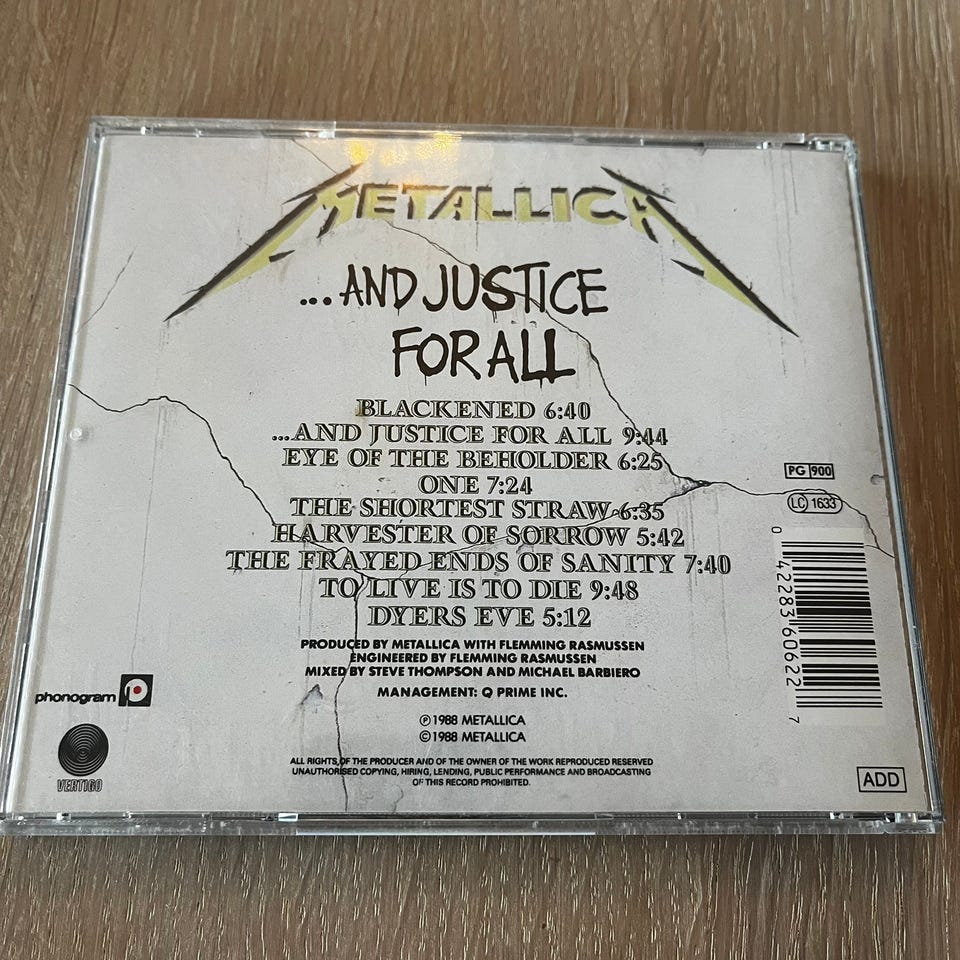 METALLICA
...AND JUSTICE
FOR ALL
BLACKENED 6:40
...AND JUSTICE FOR ALL 9:44
EYE OF THE BEHOLDER 6:25
ONE 7:24
THE SHORTEST STRAW 6:35
HARVESTER OF SORROW 5:42
THE FRAYED ENDS OF SANITY 7:40
TO LIVE IS TO DIE 9:48
DYERS EVE 5:12
PRODUCED BY METALLICA WITH FLEMMING RASMUSSEN
ENGINEERED BY FLEMMING RASMUSSEN
MIXED BY STEVE THOMPSON AND MICHAEL BARBIERO
MANAGEMENT: Q PRIME INC.
℗ 1988 METALLICA
© 1988 METALLICA
ALL RIGHTS OF THE PRODUCER AND OF THE OWNER OF THE WORK REPRODUCED RESERVED
UNAUTHORISED COPYING, HIRING, LENDING, PUBLIC PERFORMANCE AND BROADCASTING
OF THIS RECORD PROHIBITED.
phonogram p
VERTIGO
PG 900
LC 1633
0 42283 60622 7
ADD